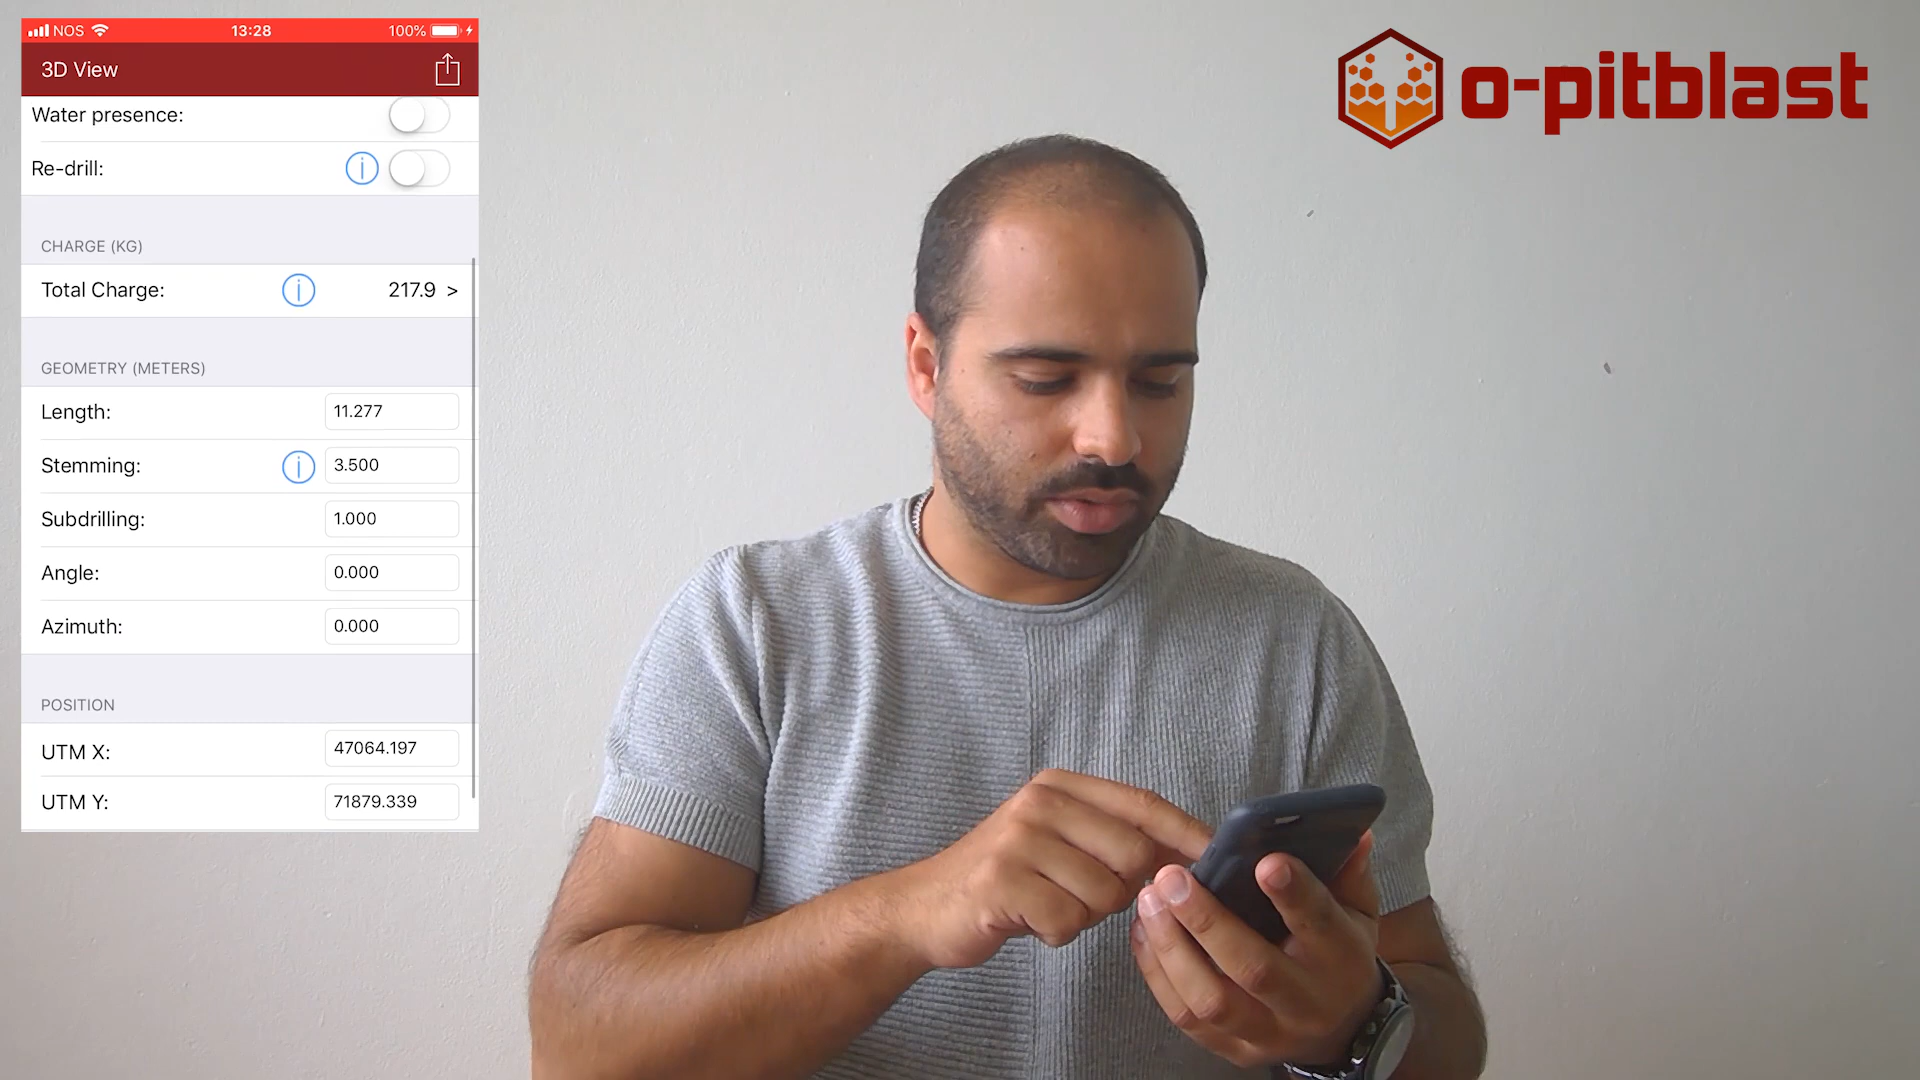 NOS 13:28 100%
3D View
Water presence:
Re-drill:
CHARGE (KG)
Total Charge: 217.9 >
GEOMETRY (METERS)
Length: 11.277
Stemming: 3.500
Subdrilling: 1.000
Angle: 0.000
Azimuth: 0.000
POSITION
UTM X: 47064.197
UTM Y: 71879.339
o-pitblast